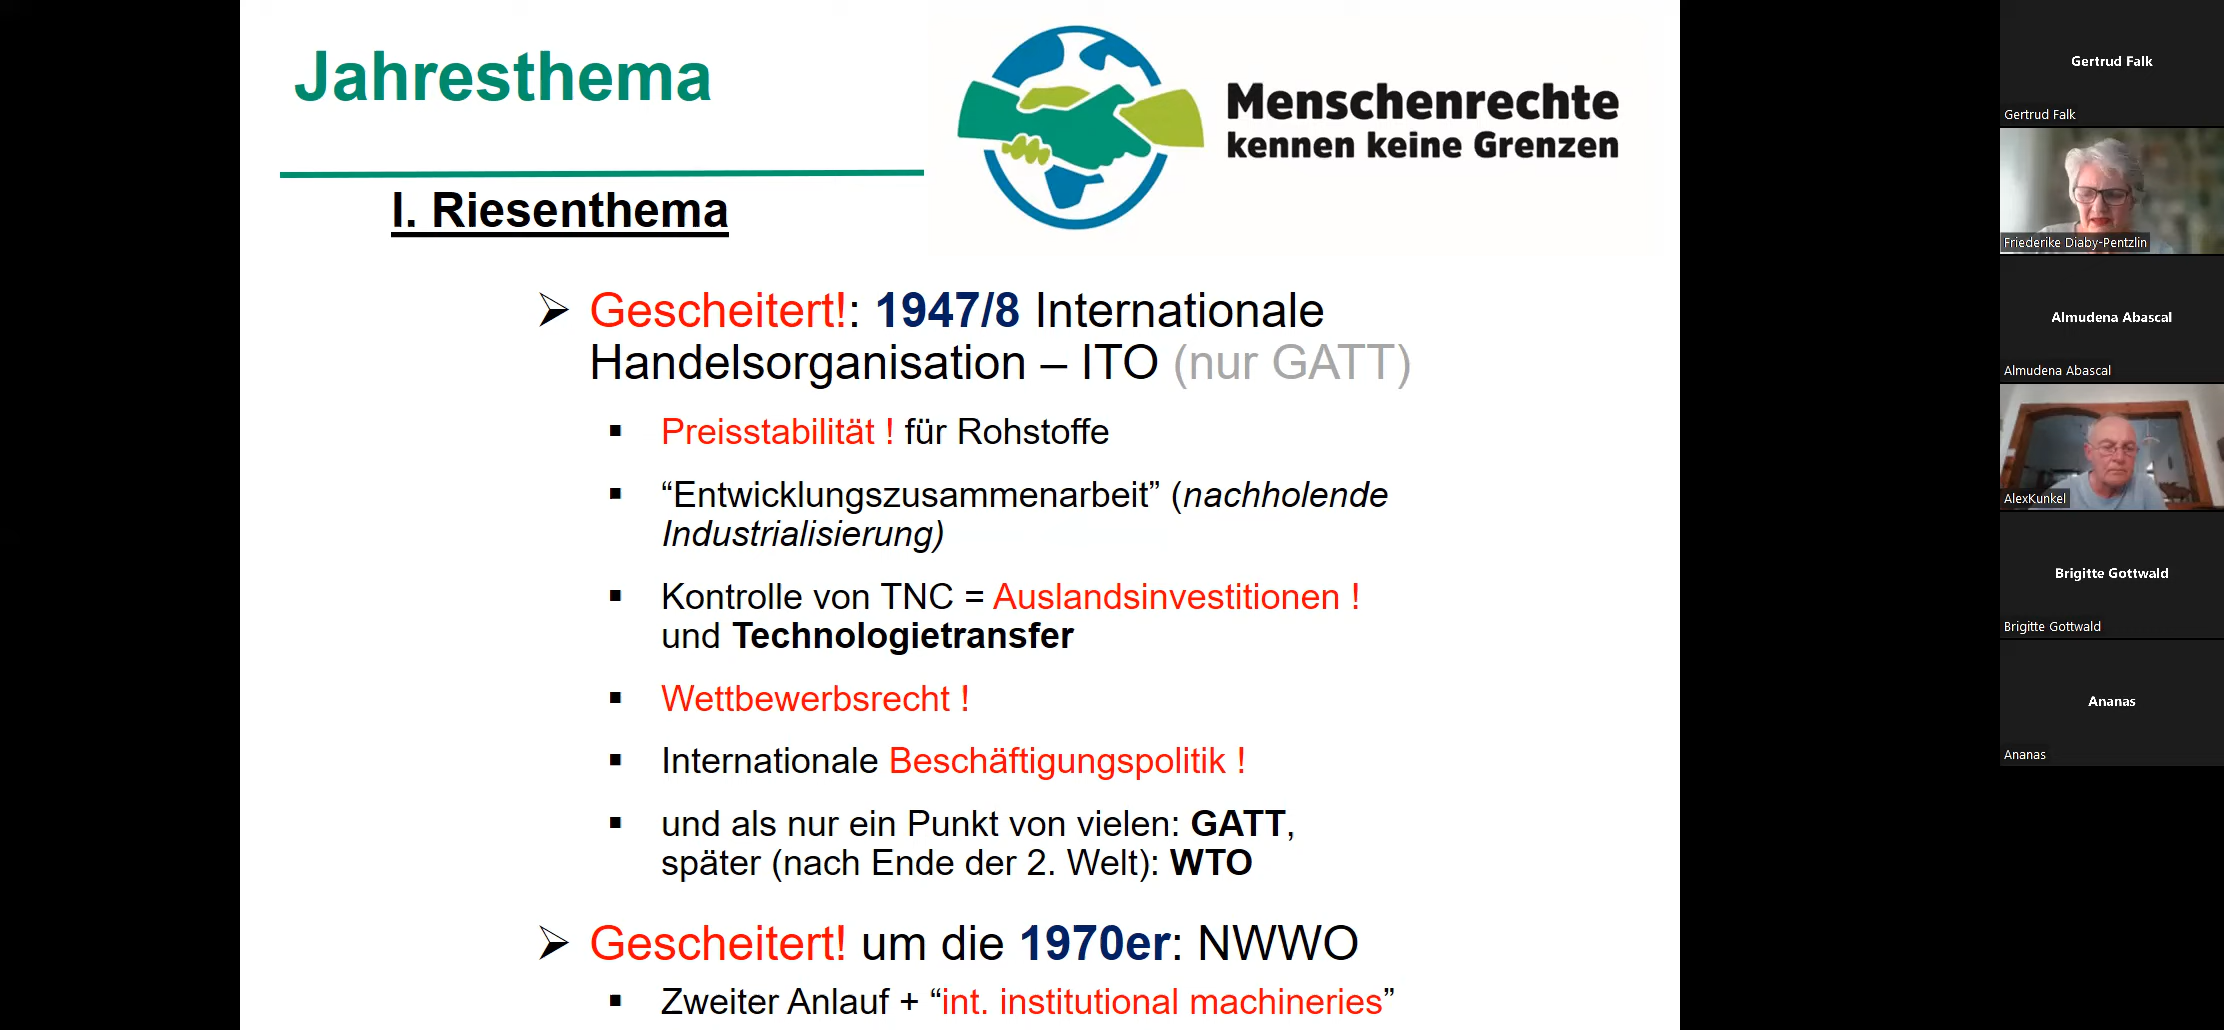 Jahresthema
Menschenrechte
kennen keine Grenzen
I. Riesenthema
➢ Gescheitert!: 1947/8 Internationale
Handelsorganisation – ITO (nur GATT)
▪ Preisstabilität ! für Rohstoffe
▪ “Entwicklungszusammenarbeit” (nachholende
Industrialisierung)
▪ Kontrolle von TNC = Auslandsinvestitionen !
und Technologietransfer
▪ Wettbewerbsrecht !
▪ Internationale Beschäftigungspolitik !
▪ und als nur ein Punkt von vielen: GATT,
später (nach Ende der 2. Welt): WTO
➢ Gescheitert! um die 1970er: NWWO
▪ Zweiter Anlauf + “int. institutional machineries”
Gertrud Falk
Gertrud Falk
Friederike Diaby-Pentzlin
Almudena Abascal
Almudena Abascal
AlexKunkel
Brigitte Gottwald
Brigitte Gottwald
Ananas
Ananas